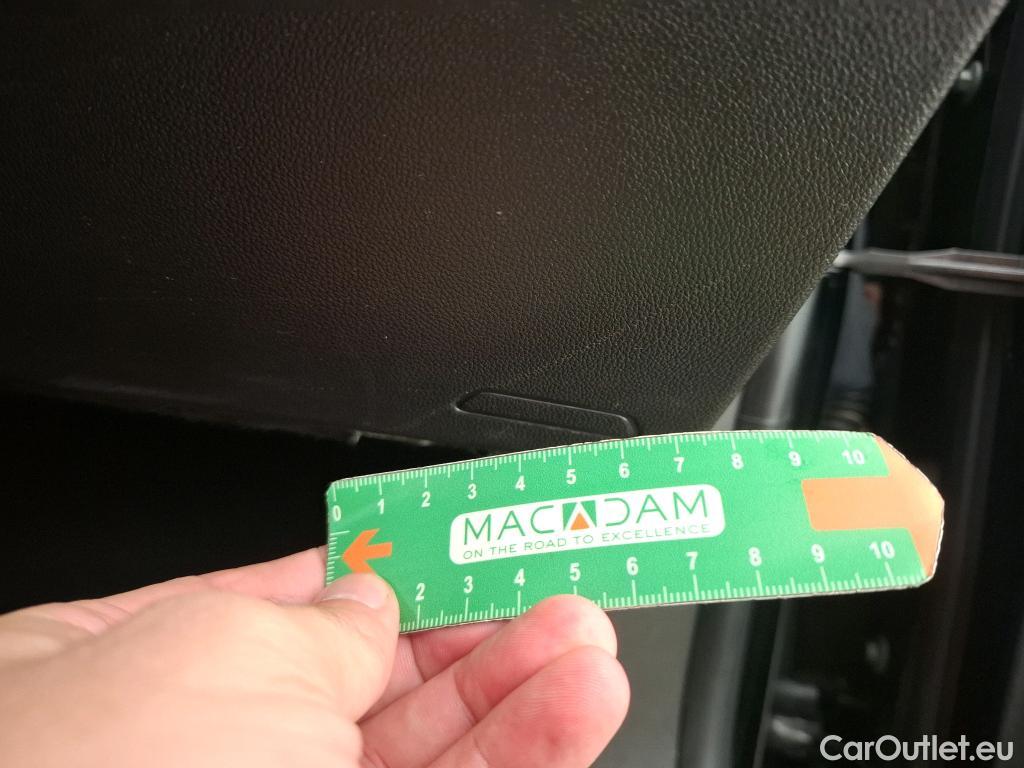 0 1 2 3 4 5 6 7 8 9 10
MACADAM
ON THE ROAD TO EXCELLENCE
2 3 4 5 6 7 8 9 10
CarOutlet.eu